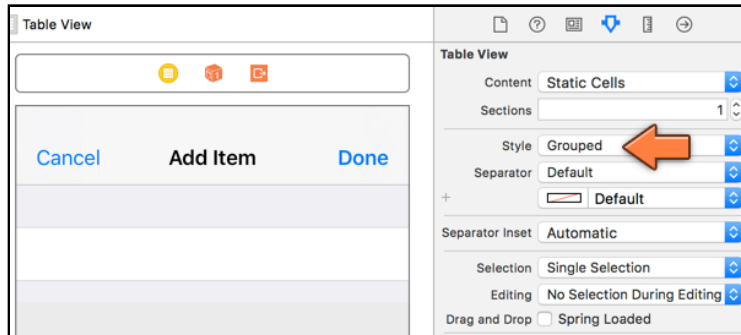 Table View
Cancel Add Item Done
Table View
Content Static Cells
Sections 1
Style Grouped
Separator Default
Default
Separator Inset Automatic
Selection Single Selection
Editing No Selection During Editing
Drag and Drop Spring Loaded